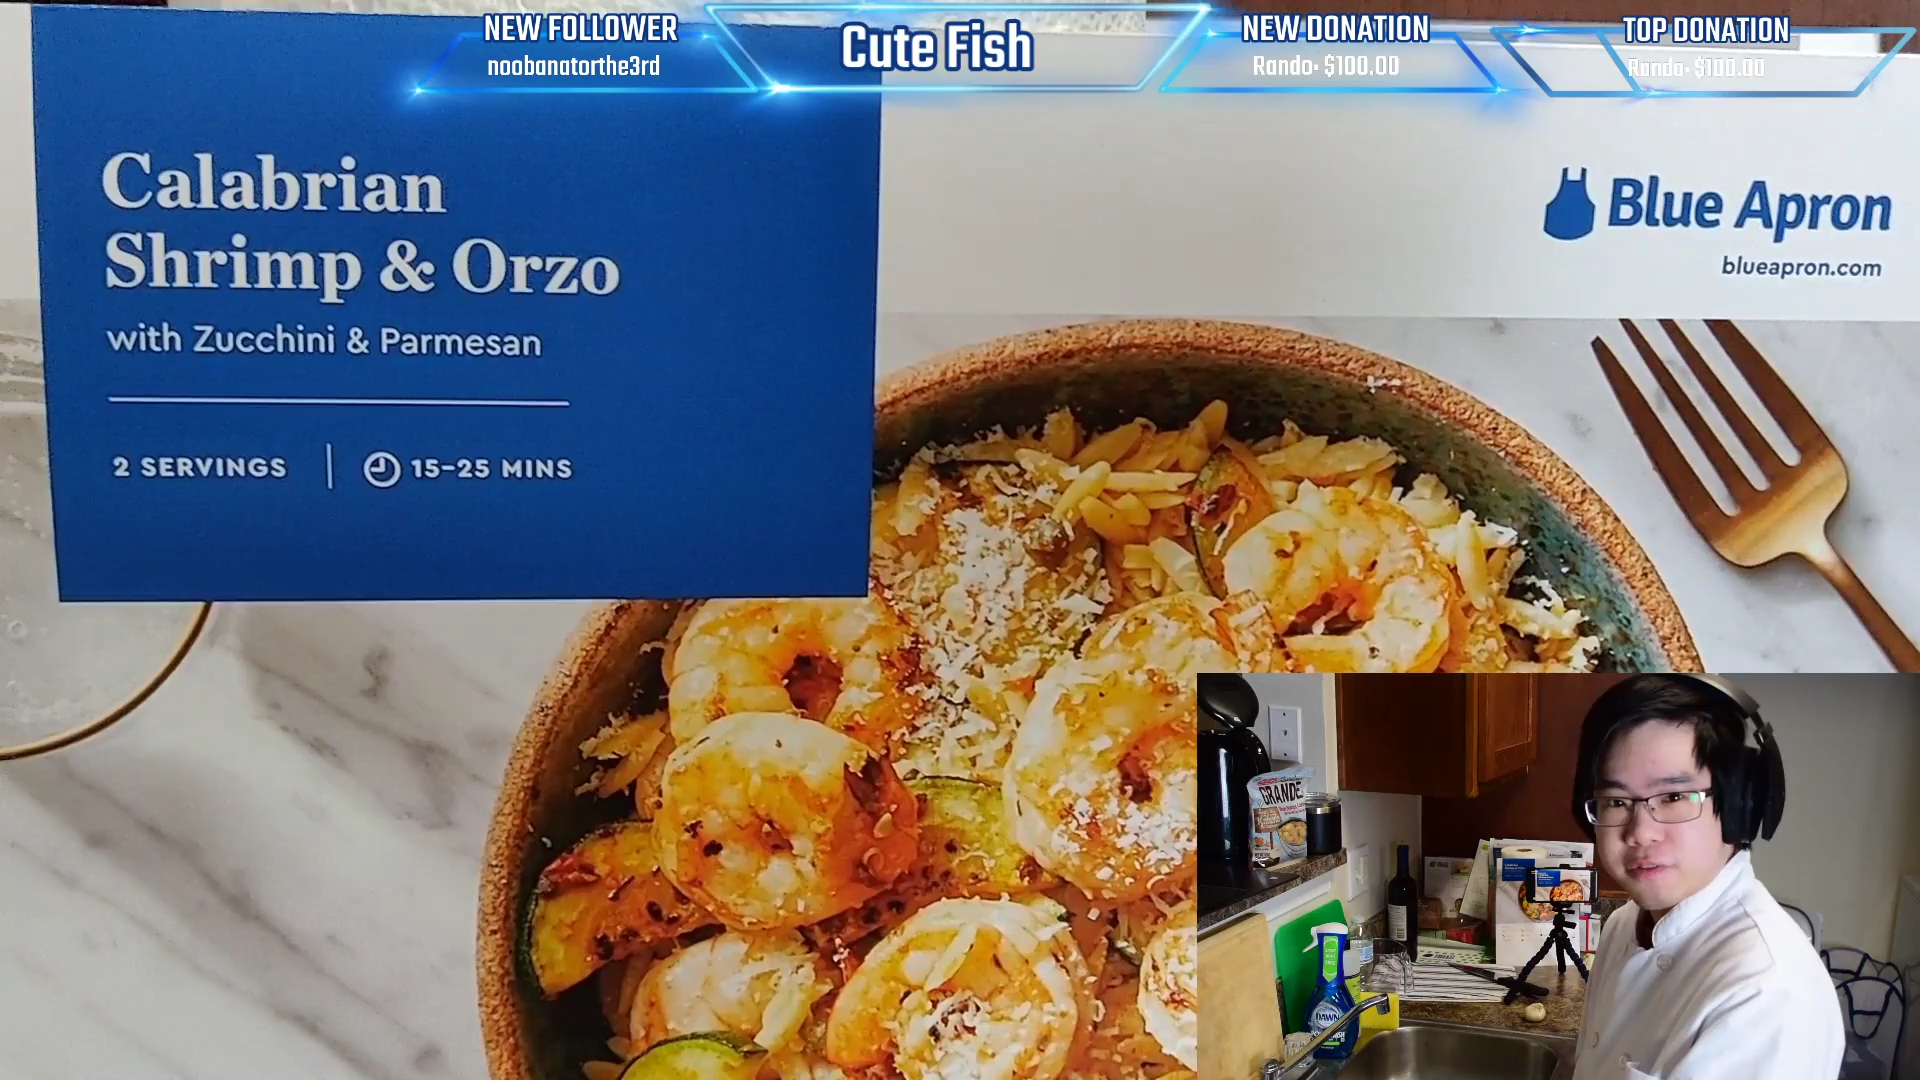 NEW FOLLOWER
noobanatorthe3rd
Cute Fish
NEW DONATION
Rando: $100.00
TOP DONATION
Rando: $100.00
Calabrian
Shrimp & Orzo
with Zucchini & Parmesan
2 SERVINGS
15-25 MINS
Blue Apron
blueapron.com
GRANDE
DAWN